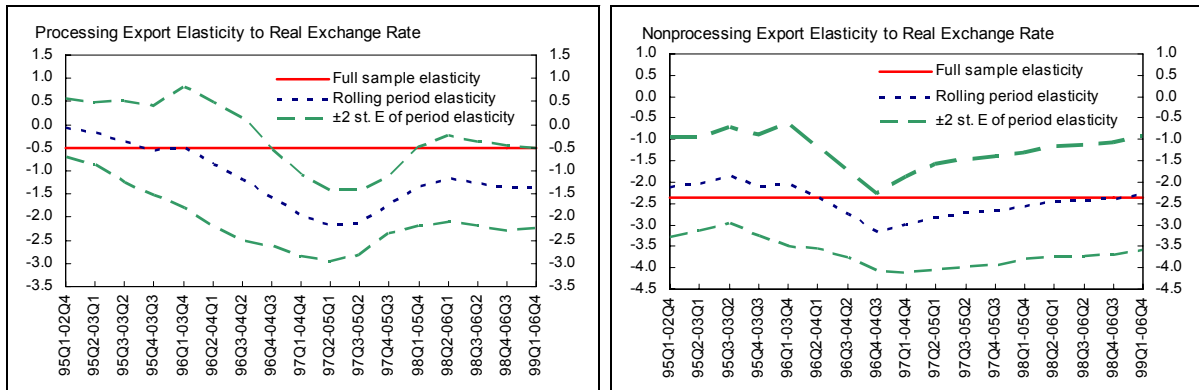 Processing Export Elasticity to Real Exchange Rate
1.5 1.5
1.0 1.0
0.5 0.5
0.0 0.0
-0.5 -0.5
-1.0 -1.0
-1.5 -1.5
-2.0 -2.0
-2.5 -2.5
-3.0 -3.0
-3.5 -3.5
Full sample elasticity
Rolling period elasticity
±2 st. E of period elasticity
95Q1-02Q4
95Q2-03Q1
95Q3-03Q2
95Q4-03Q3
96Q1-03Q4
96Q2-04Q1
96Q3-04Q2
96Q4-04Q3
97Q1-04Q4
97Q2-05Q1
97Q3-05Q2
97Q4-05Q3
98Q1-05Q4
98Q2-06Q1
98Q3-06Q2
98Q4-06Q3
99Q1-06Q4
Nonprocessing Export Elasticity to Real Exchange Rate
1.0 1.0
0.5 0.5
0.0 0.0
-0.5 -0.5
-1.0 -1.0
-1.5 -1.5
-2.0 -2.0
-2.5 -2.5
-3.0 -3.0
-3.5 -3.5
-4.0 -4.0
-4.5 -4.5
Full sample elasticity
Rolling period elasticity
±2 st. E of period elasticity
95Q1-02Q4
95Q2-03Q1
95Q3-03Q2
95Q4-03Q3
96Q1-03Q4
96Q2-04Q1
96Q3-04Q2
96Q4-04Q3
97Q1-04Q4
97Q2-05Q1
97Q3-05Q2
97Q4-05Q3
98Q1-05Q4
98Q2-06Q1
98Q3-06Q2
98Q4-06Q3
99Q1-06Q4